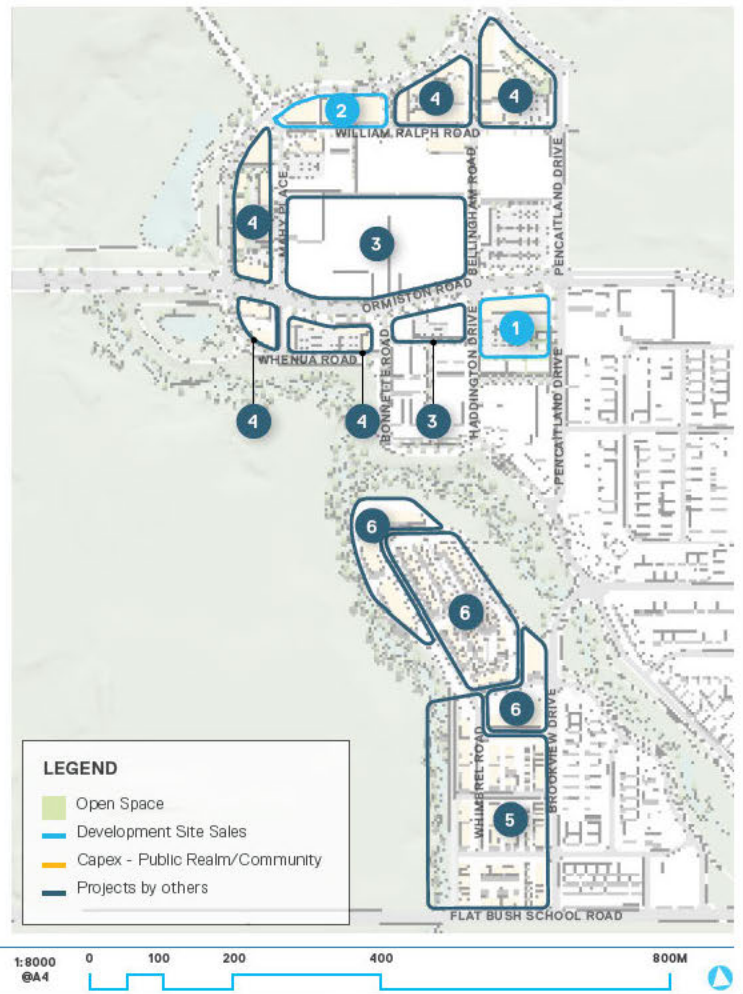 4
4
2
WILLIAM RALPH ROAD
PENCAITLAND DRIVE
BELLINGHAM ROAD
MAHY PLACE
4
3
ORMISTON ROAD
1
WHENUA ROAD
BONNETTE ROAD
HADDINGTON DRIVE
PENCAITLAND DRIVE
4
4
3
6
6
6
BROOKVIEW DRIVE
WHIMBREL ROAD
5
FLAT BUSH SCHOOL ROAD
LEGEND
Open Space
Development Site Sales
Capex - Public Realm/Community
Projects by others
1:8000
@A4
0 100 200 400 800M